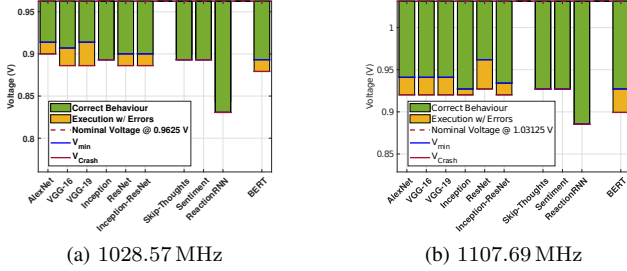 0.95
0.9
0.85
0.8
Voltage (V)
Correct Behaviour
Execution w/ Errors
Nominal Voltage @ 0.9625 V
V_min
V_Crash
AlexNet
VGG-16
VGG-19
Inception
ResNet
Inception-ResNet
Skip-Thoughts
Sentiment
ReactionRNN
BERT
(a) 1028.57 MHz
1
0.95
0.9
0.85
Voltage (V)
Correct Behaviour
Execution w/ Errors
Nominal Voltage @ 1.03125 V
V_min
V_Crash
AlexNet
VGG-16
VGG-19
Inception
ResNet
Inception-ResNet
Skip-Thoughts
Sentiment
ReactionRNN
BERT
(b) 1107.69 MHz